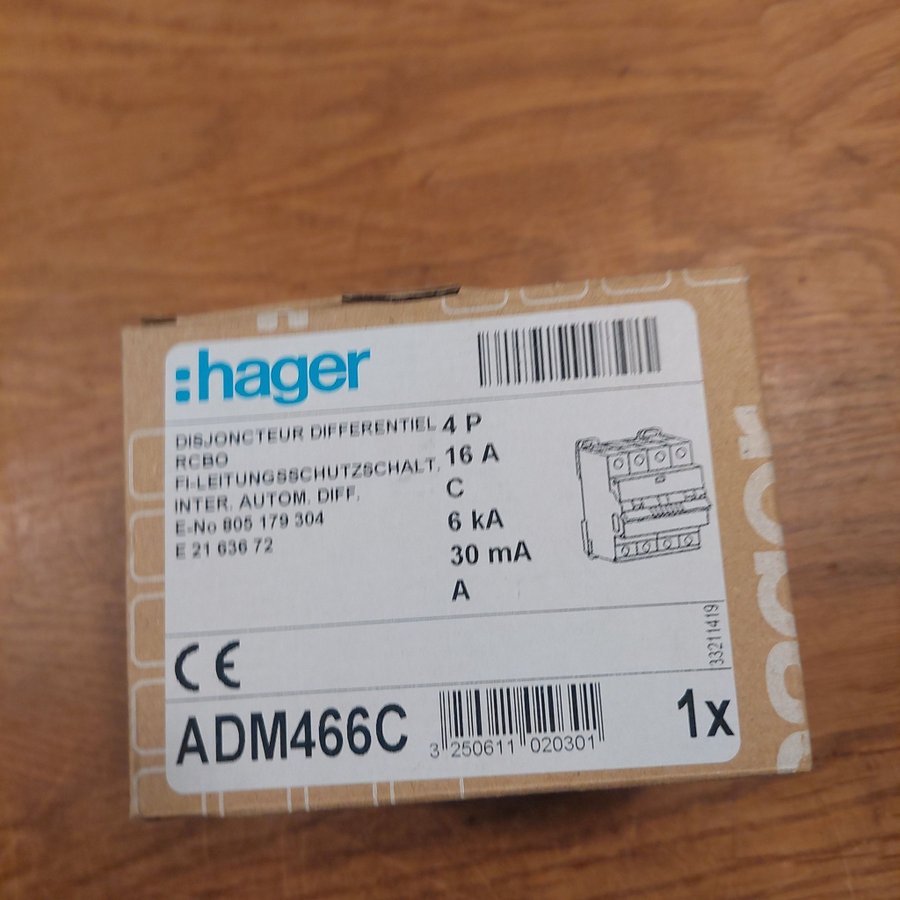 :hager
DISJONCTEUR DIFFERENTIEL
RCBO
FI-LEITUNGSSCHUTZSCHALT.
INTER. AUTOM. DIFF.
E-No 805 179 304
E 21 636 72
4 P
16 A
C
6 kA
30 mA
A
33211419
CE
ADM466C
3 250611 020301
1x
hager